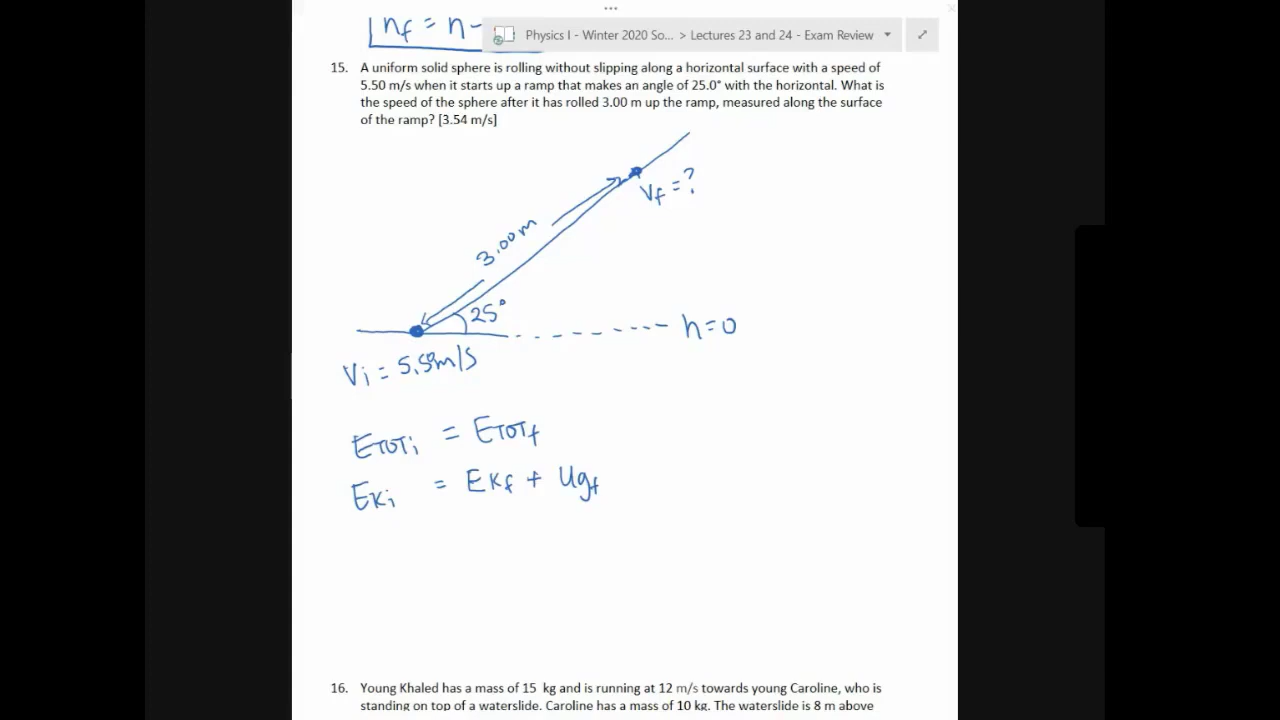 nf = n-
Physics I - Winter 2020 So... > Lectures 23 and 24 - Exam Review
15. A uniform solid sphere is rolling without slipping along a horizontal surface with a speed of
5.50 m/s when it starts up a ramp that makes an angle of 25.0° with the horizontal. What is
the speed of the sphere after it has rolled 3.00 m up the ramp, measured along the surface
of the ramp? [3.54 m/s]
Vf = ?
3.00m
25°
h=0
Vi = 5.50m/s
ETOTi = ETOTf
EKi = EKf + Ugf
16. Young Khaled has a mass of 15 kg and is running at 12 m/s towards young Caroline, who is
standing on top of a waterslide. Caroline has a mass of 10 kg. The waterslide is 8 m above